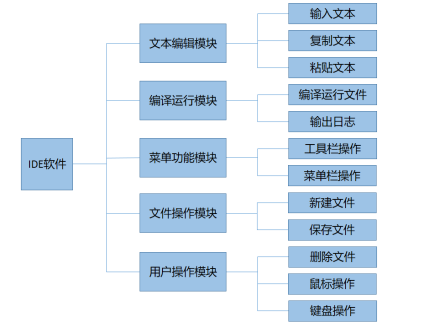 IDE软件
文本编辑模块
输入文本
复制文本
粘贴文本
编译运行模块
编译运行文件
输出日志
菜单功能模块
工具栏操作
菜单栏操作
文件操作模块
新建文件
保存文件
用户操作模块
删除文件
鼠标操作
键盘操作